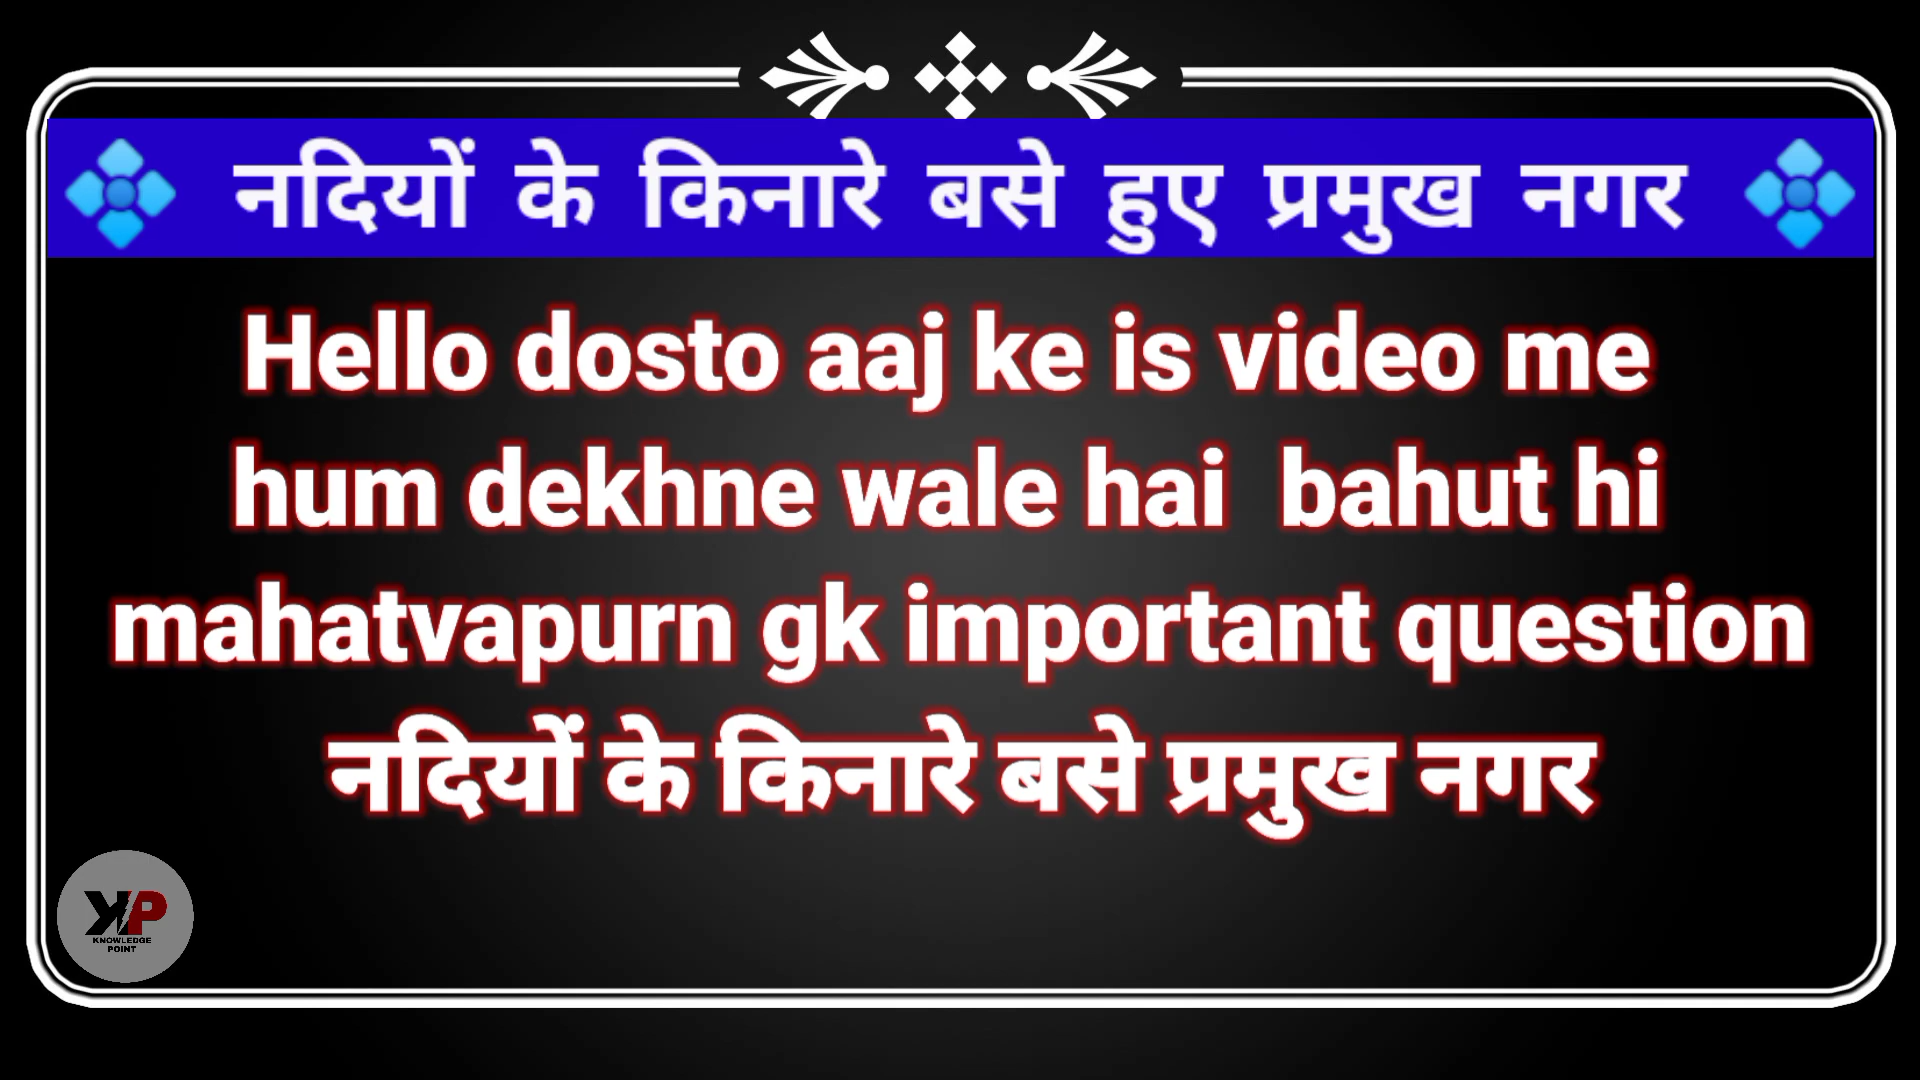 नदियों के किनारे बसे हुए प्रमुख नगर
Hello dosto aaj ke is video me
hum dekhne wale hai bahut hi
mahatvapurn gk important question
नदियों के किनारे बसे प्रमुख नगर
KP
KNOWLEDGE
POINT